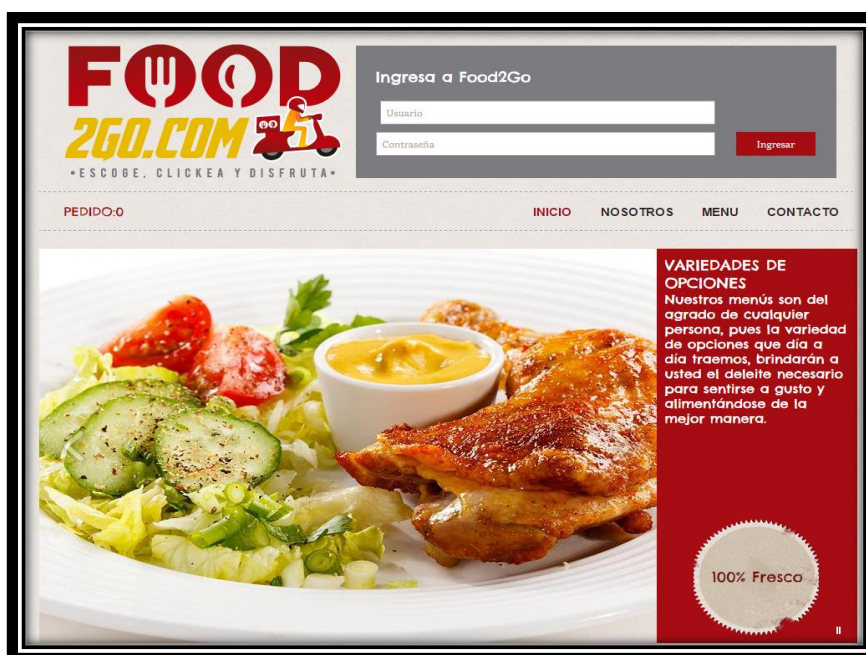 FOOD
2GO.COM
•ESCOGE, CLICKEA Y DISFRUTA•
Ingresa a Food2Go
Usuario
Contraseña
Ingresar
PEDIDO:0
INICIO NOSOTROS MENU CONTACTO
VARIEDADES DE
OPCIONES
Nuestros menús son del
agrado de cualquier
persona, pues la variedad
de opciones que día a
día traemos, brindarán a
usted el deleite necesario
para sentirse a gusto y
alimentándose de la
mejor manera.
100% Fresco